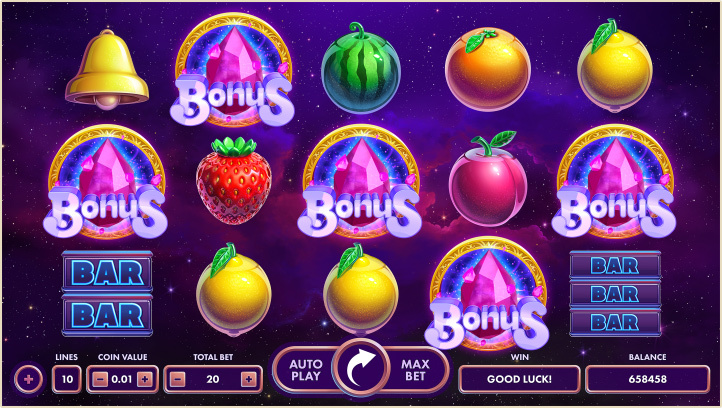 Bonus
Bonus Bonus Bonus
BAR
BAR
Bonus
BAR
BAR
BAR
LINES COIN VALUE TOTAL BET AUTO PLAY MAX BET WIN BALANCE
+ 10 − 0.01 + − 20 + GOOD LUCK! 658458